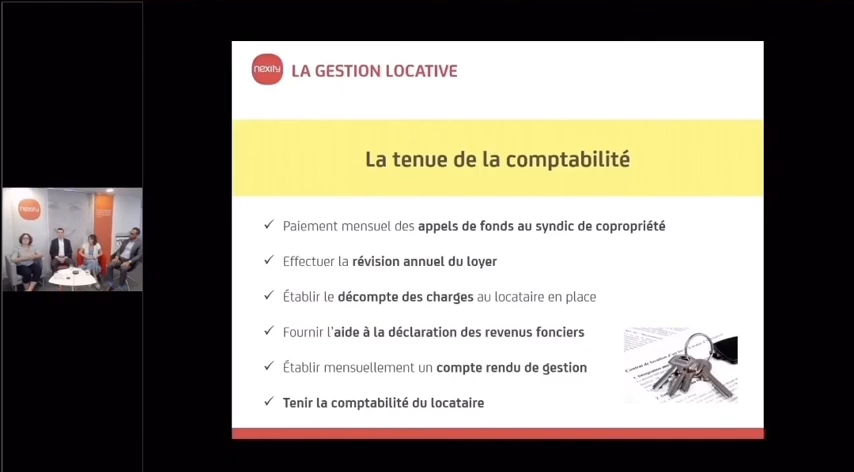 nexity LA GESTION LOCATIVE
La tenue de la comptabilité
✓ Paiement mensuel des appels de fonds au syndic de copropriété
✓ Effectuer la révision annuel du loyer
✓ Établir le décompte des charges au locataire en place
✓ Fournir l'aide à la déclaration des revenus fonciers
✓ Établir mensuellement un compte rendu de gestion
✓ Tenir la comptabilité du locataire
nexity